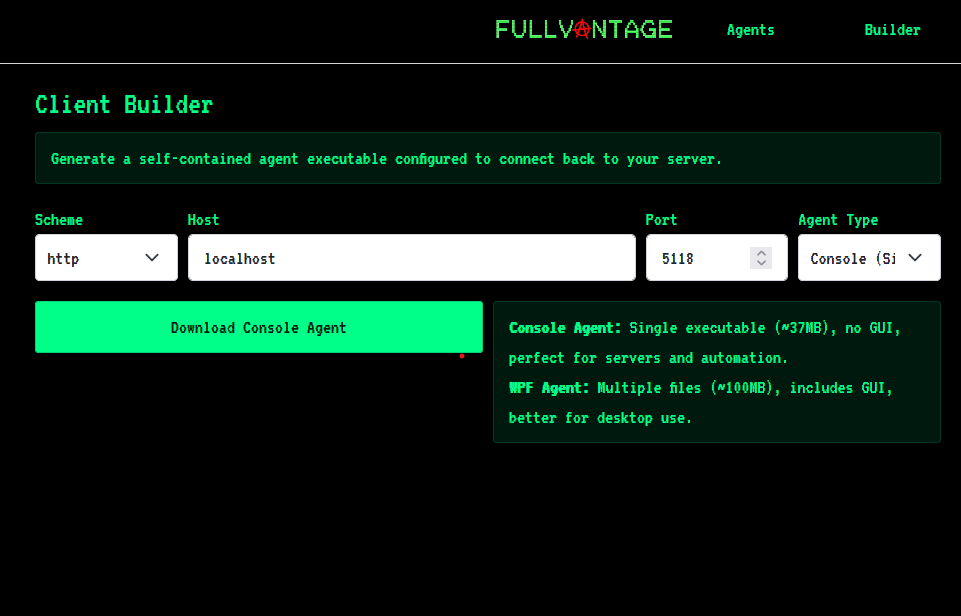 FULLVANTAGE
Agents
Builder
Client Builder
Generate a self-contained agent executable configured to connect back to your server.
Scheme
Host
Port
Agent Type
http
localhost
5118
Console (Si
Download Console Agent
Console Agent: Single executable (~37MB), no GUI,
perfect for servers and automation.
WPF Agent: Multiple files (~100MB), includes GUI,
better for desktop use.